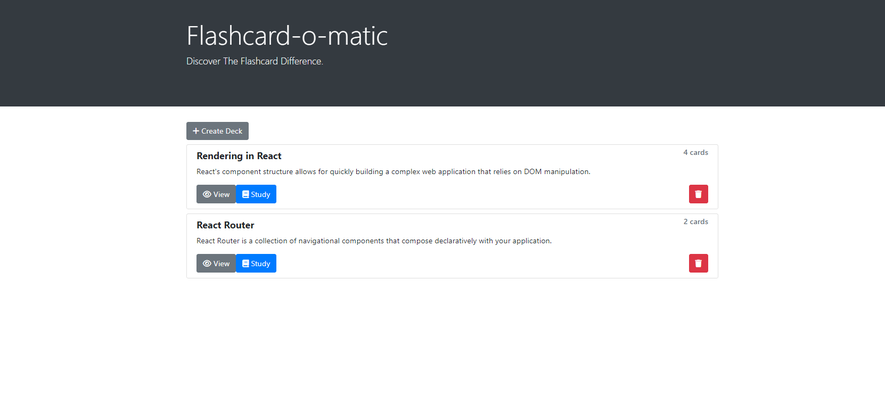 Flashcard-o-matic
Discover The Flashcard Difference.
+ Create Deck
Rendering in React
4 cards
React's component structure allows for quickly building a complex web application that relies on DOM manipulation.
View Study
React Router
2 cards
React Router is a collection of navigational components that compose declaratively with your application.
View Study